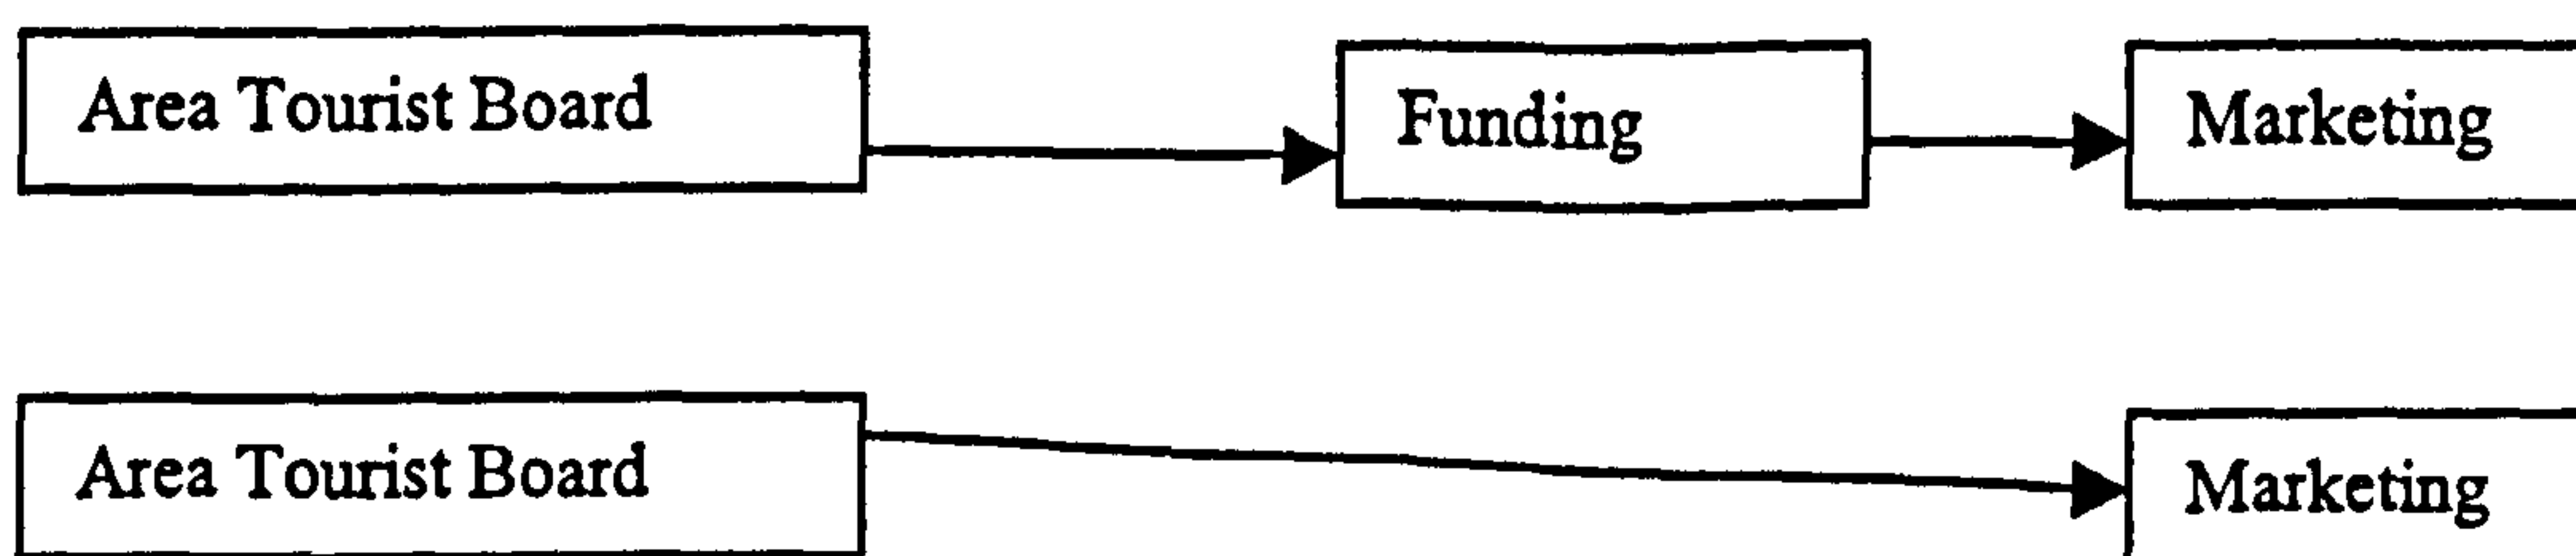 Area Tourist Board
Funding
Marketing
Area Tourist Board
Marketing